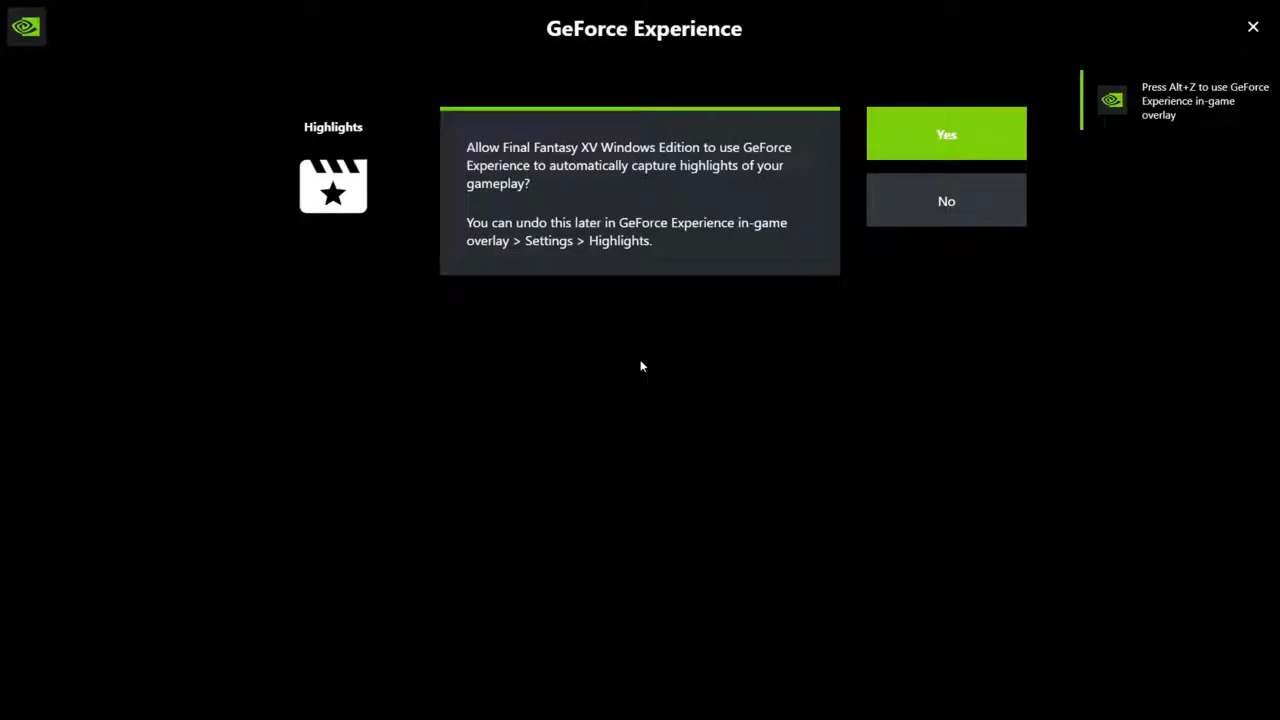 GeForce Experience
Press Alt+Z to use GeForce
Experience in-game
overlay
Highlights
Allow Final Fantasy XV Windows Edition to use GeForce
Experience to automatically capture highlights of your
gameplay?
You can undo this later in GeForce Experience in-game
overlay > Settings > Highlights.
Yes
No